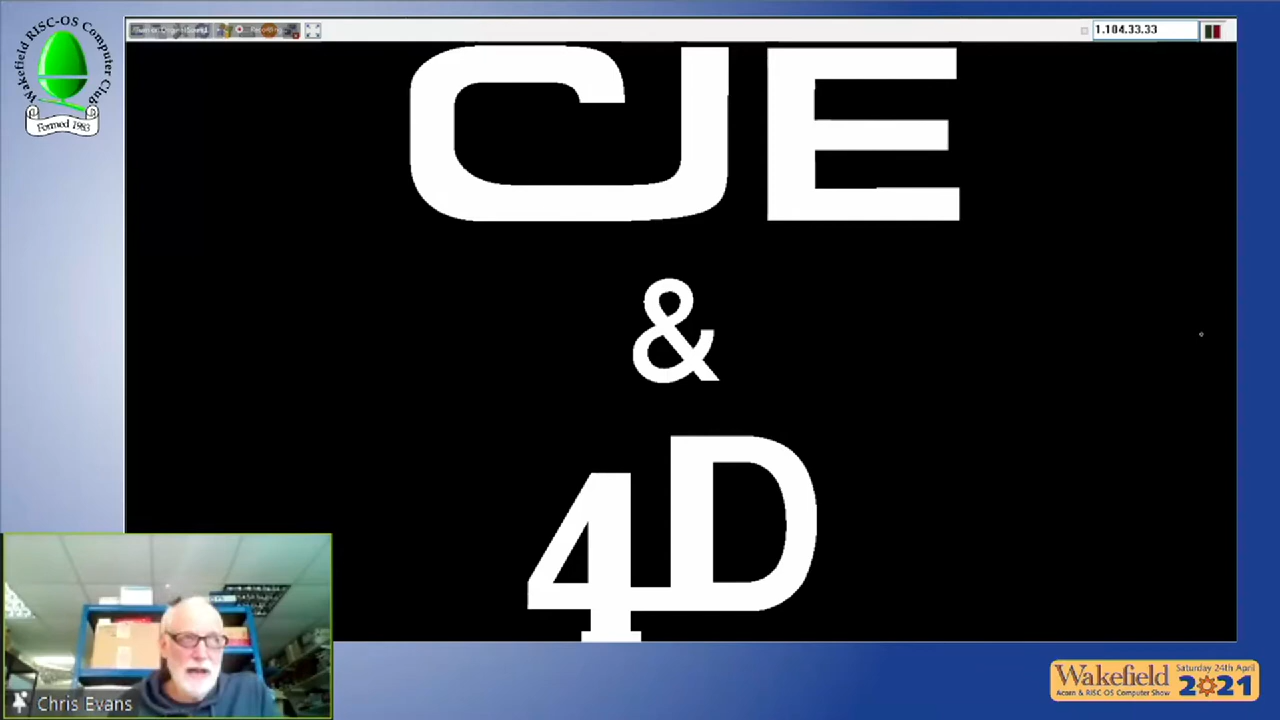 Wakefield RISC-OS Computer Club
Formed 1983
1.104.33.33
CJE
&
4D
Chris Evans
Wakefield
Acorn & RISC OS Computer Show
Saturday 24th April
2021